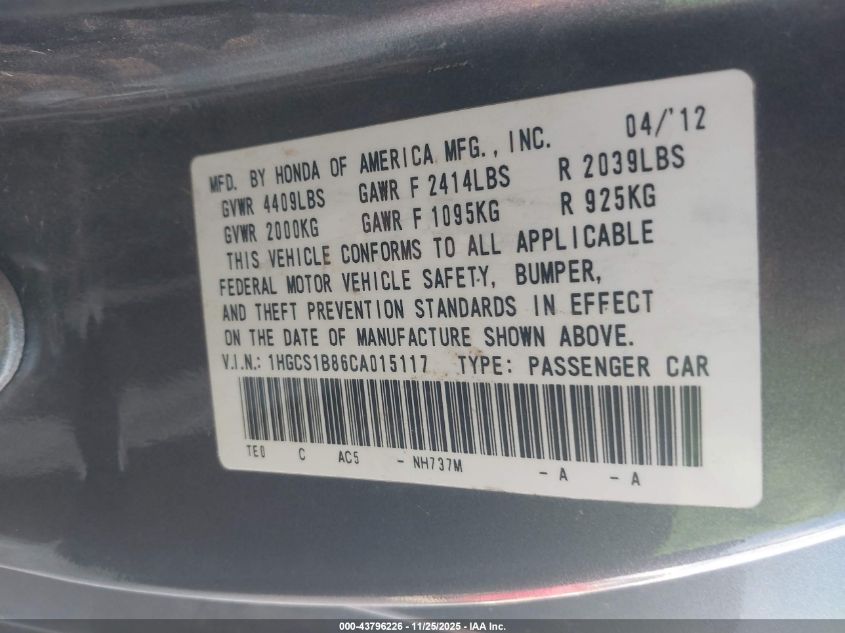 MFD. BY HONDA OF AMERICA MFG., INC. 04/'12
GVWR 4409LBS GAWR F 2414LBS R 2039LBS
GVWR 2000KG GAWR F 1095KG R 925KG
THIS VEHICLE CONFORMS TO ALL APPLICABLE
FEDERAL MOTOR VEHICLE SAFETY, BUMPER,
AND THEFT PREVENTION STANDARDS IN EFFECT
ON THE DATE OF MANUFACTURE SHOWN ABOVE.
V.I.N.: 1HGCS1B86CA015117 TYPE: PASSENGER CAR
TE0 C AC5 - NH737M - A - A
000-43796226 - 11/25/2025 - IAA Inc.